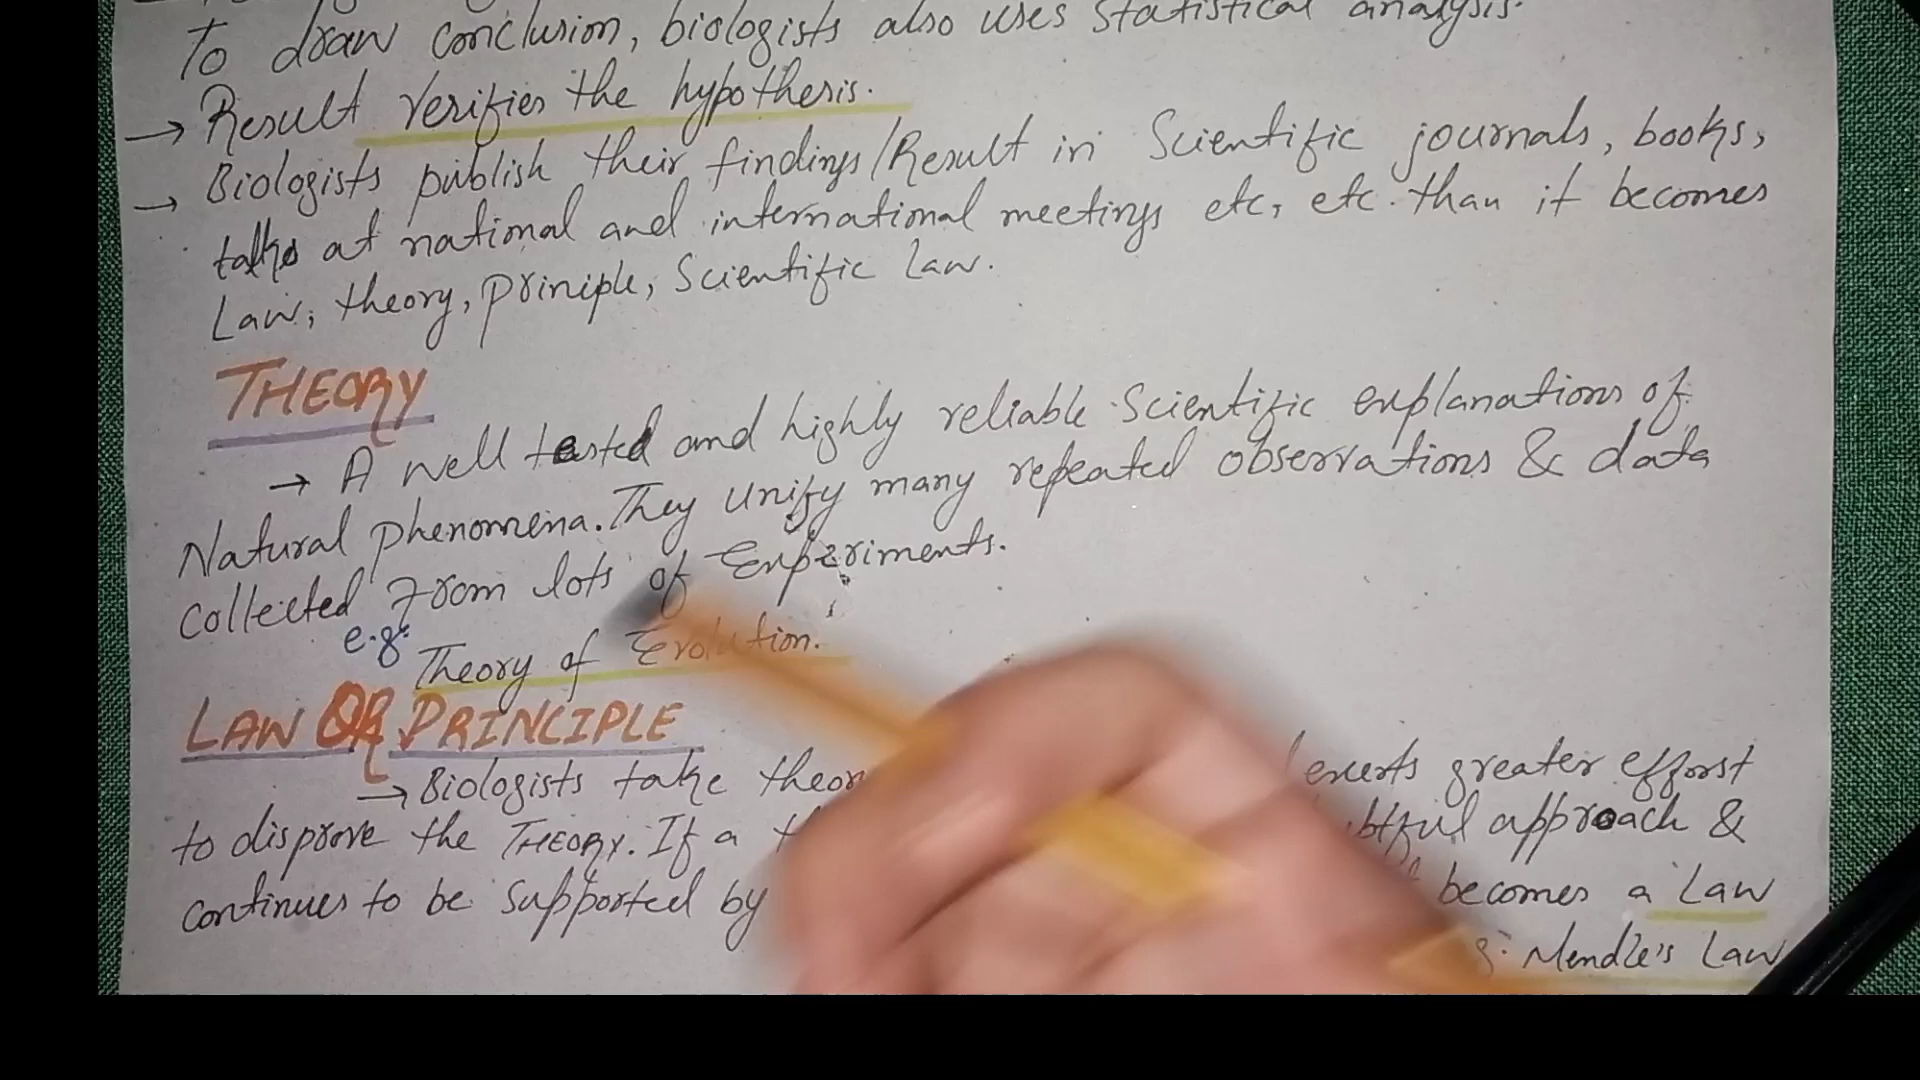 To draw conclusion, biologists also uses statistical analysis.
→ Result verifies the hypothesis.
→ Biologists publish their findings/Result in Scientific journals, books,
talks at national and international meetings etc, etc. than it becomes
Law, theory, priniple, Scientific Law.
THEORY
→ A well tested and highly reliable Scientific explanations of
Natural phenomena. They unify many repeated observations & data
collected From lots of Experiments.
e.g: Theory of Evolution.
LAW OR PRINCIPLE
→ Biologists take exerts greater effort
to disprove the THEORY. If a approach &
continues to be supported by becomes a Law
Mendle's Law